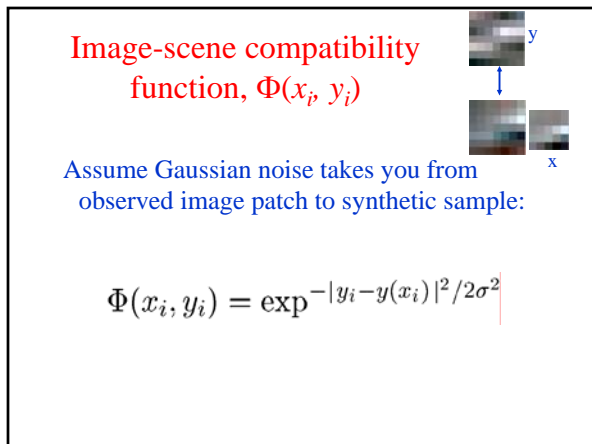 Image-scene compatibility
function, Φ(xᵢ, yᵢ)
y
x
Assume Gaussian noise takes you from
observed image patch to synthetic sample:
Φ(xᵢ, yᵢ) = exp^{−|yᵢ−y(xᵢ)|²/2σ²}